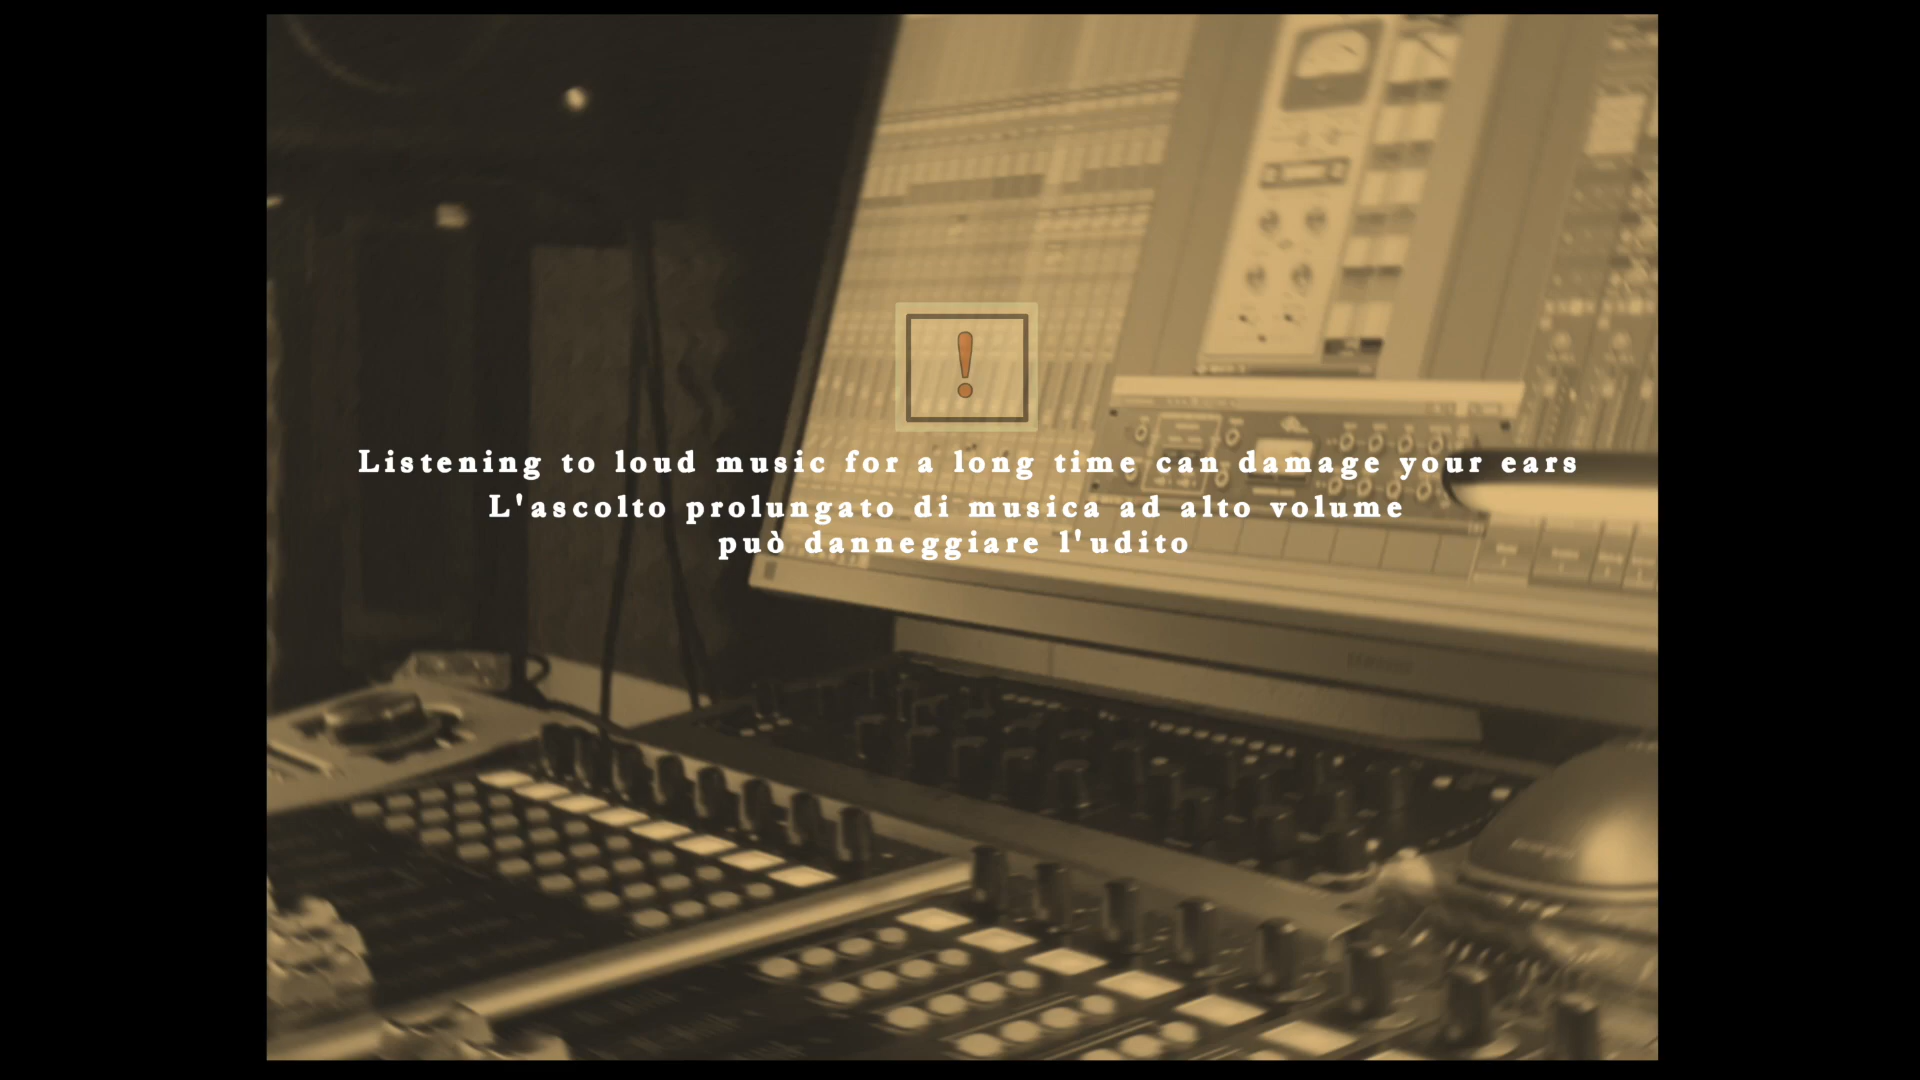 !
Listening to loud music for a long time can damage your ears
L'ascolto prolungato di musica ad alto volume
può danneggiare l'udito